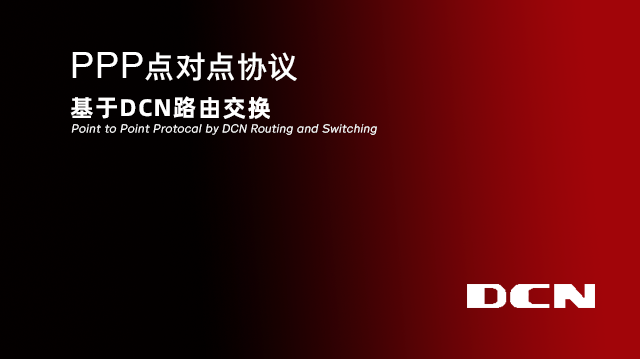 PPP点对点协议
基于DCN路由交换
Point to Point Protocal by DCN Routing and Switching
DCN